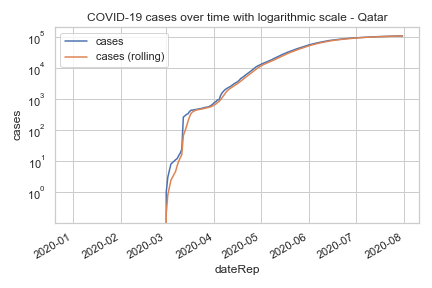 COVID-19 cases over time with logarithmic scale - Qatar
cases
cases (rolling)
10^5
10^4
10^3
10^2
10^1
10^0
cases
2020-01
2020-02
2020-03
2020-04
2020-05
2020-06
2020-07
2020-08
dateRep